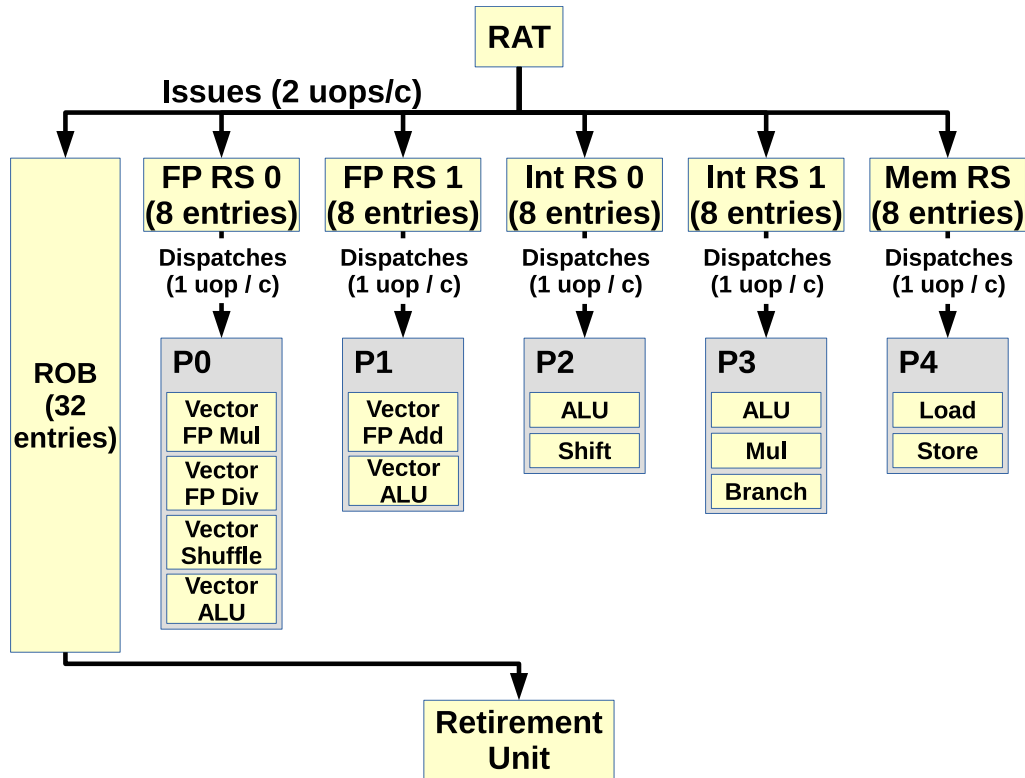 RAT
Issues (2 uops/c)
ROB
(32
entries)
FP RS 0
(8 entries)
FP RS 1
(8 entries)
Int RS 0
(8 entries)
Int RS 1
(8 entries)
Mem RS
(8 entries)
Dispatches
(1 uop / c)
Dispatches
(1 uop / c)
Dispatches
(1 uop / c)
Dispatches
(1 uop / c)
Dispatches
(1 uop / c)
P0
Vector
FP Mul
Vector
FP Div
Vector
Shuffle
Vector
ALU
P1
Vector
FP Add
Vector
ALU
P2
ALU
Shift
P3
ALU
Mul
Branch
P4
Load
Store
Retirement
Unit